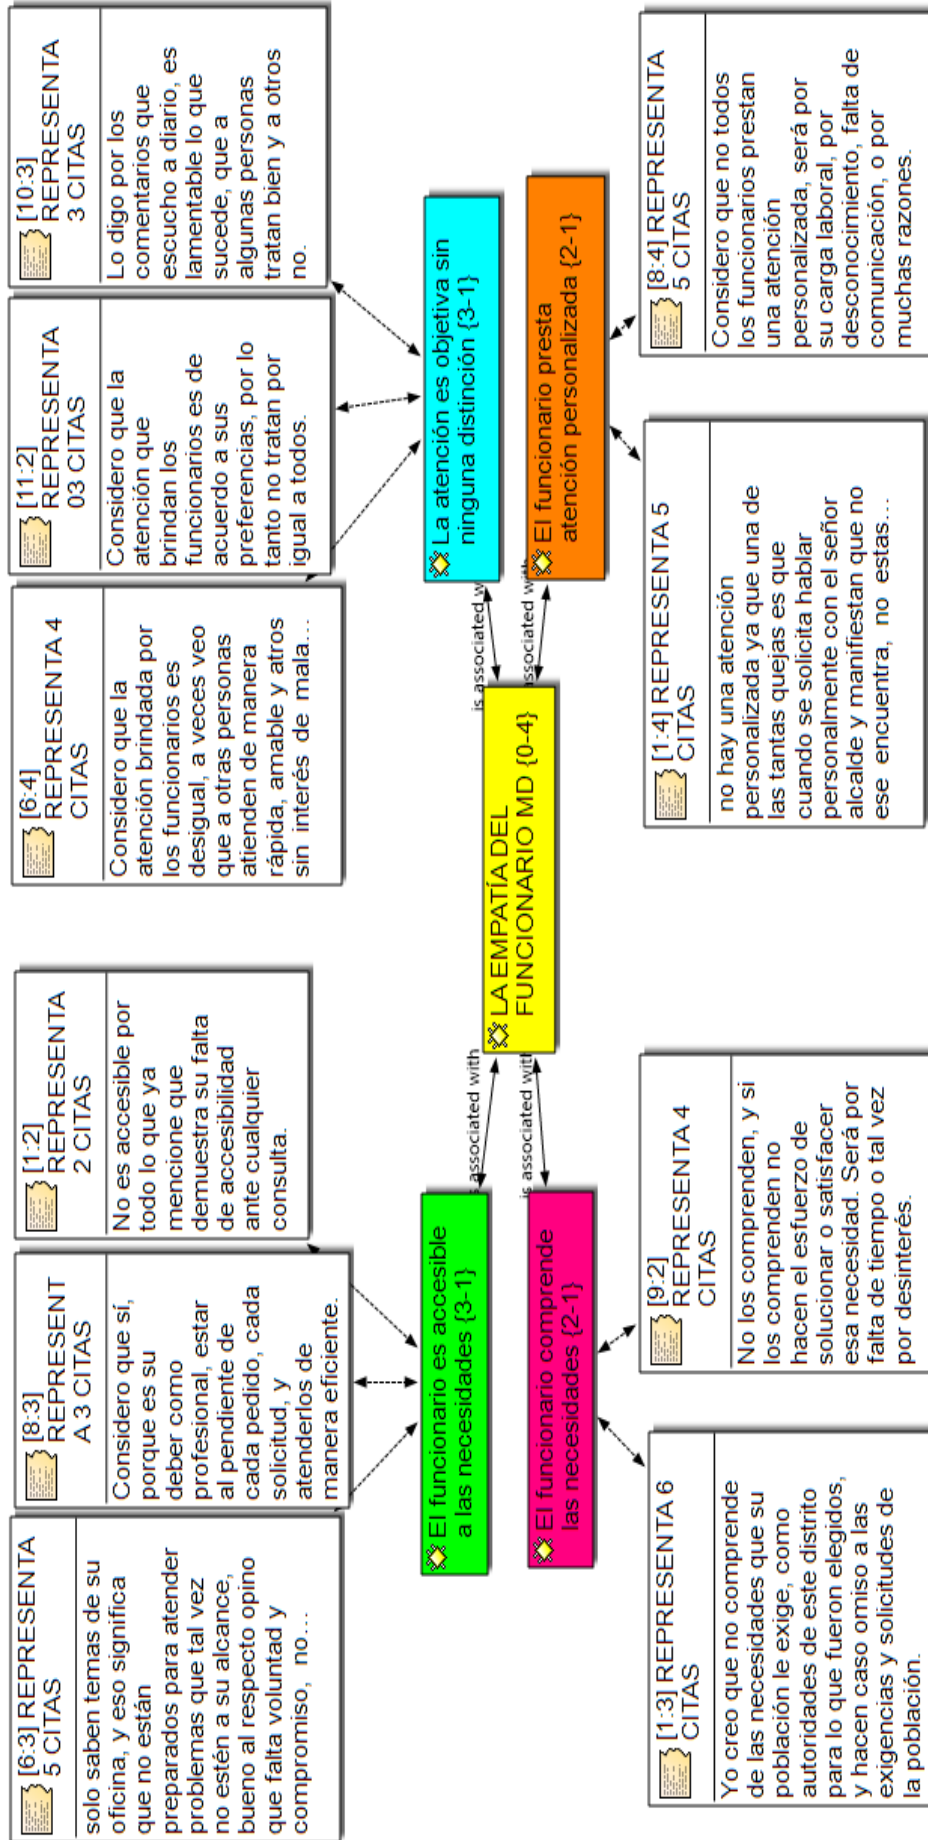 [6:3] REPRESENTA
5 CITAS
solo saben temas de su
oficina, y eso significa
que no están
preparados para atender
problemas que tal vez
no estén a su alcance,
bueno al respecto opino
que falta voluntad y
compromiso,  no…
[8:3]
REPRESENT
A 3 CITAS
Considero que sí,
porque es su
deber como
profesional, estar
al pendiente de
cada pedido, cada
solicitud, y
atenderlos de
manera eficiente.
[1:2]
REPRESENTA
2 CITAS
No es accesible por
todo lo que ya
mencione que
demuestra su falta
de accesibilidad
ante cualquier
consulta.
[6:4]
REPRESENTA 4
CITAS
Considero que la
atención brindada por
los funcionarios es
desigual, a veces veo
que a otras personas
atienden de manera
rápida, amable y atros
sin interés  de mala…
[11:2]
REPRESENTA
03 CITAS
Considero que la
atención que
brindan los
funcionarios es de
acuerdo a sus
preferencias, por lo
tanto no tratan por
igual a todos.
[10:3]
REPRESENTA
3 CITAS
Lo digo por los
comentarios que
escucho a diario, es
lamentable lo que
sucede, que a
algunas personas
tratan bien y a otros
no.
El funcionario es accesible
a las necesidades {3-1}
s associated with
La atención es objetiva sin
ninguna distinción {3-1}
is associated w
LA EMPATÍA DEL
FUNCIONARIO MD {0-4}
El funcionario comprende
las necesidades {2-1}
is associated with
El funcionario presta
atención personalizada {2-1}
associated with
[1:3] REPRESENTA 6
CITAS
Yo creo que no comprende
de las necesidades que su
población le exige, como
autoridades de este distrito
para lo que fueron elegidos,
y hacen caso omiso a las
exigencias y solicitudes de
la población.
[9:2]
REPRESENTA 4
CITAS
No los comprenden, y si
los comprenden no
hacen el esfuerzo de
solucionar o satisfacer
esa necesidad. Será por
falta de tiempo o tal vez
por desinterés.
[1:4] REPRESENTA 5
CITAS
no hay una atención
personalizada ya que una de
las tantas quejas es que
cuando se solicita hablar
personalmente con el señor
alcalde y manifiestan que no
ese  encuentra,  no  estas…
[8:4] REPRESENTA
5 CITAS
Considero que no todos
los funcionarios prestan
una atención
personalizada, será por
su carga laboral, por
desconocimiento, falta de
comunicación, o por
muchas razones.